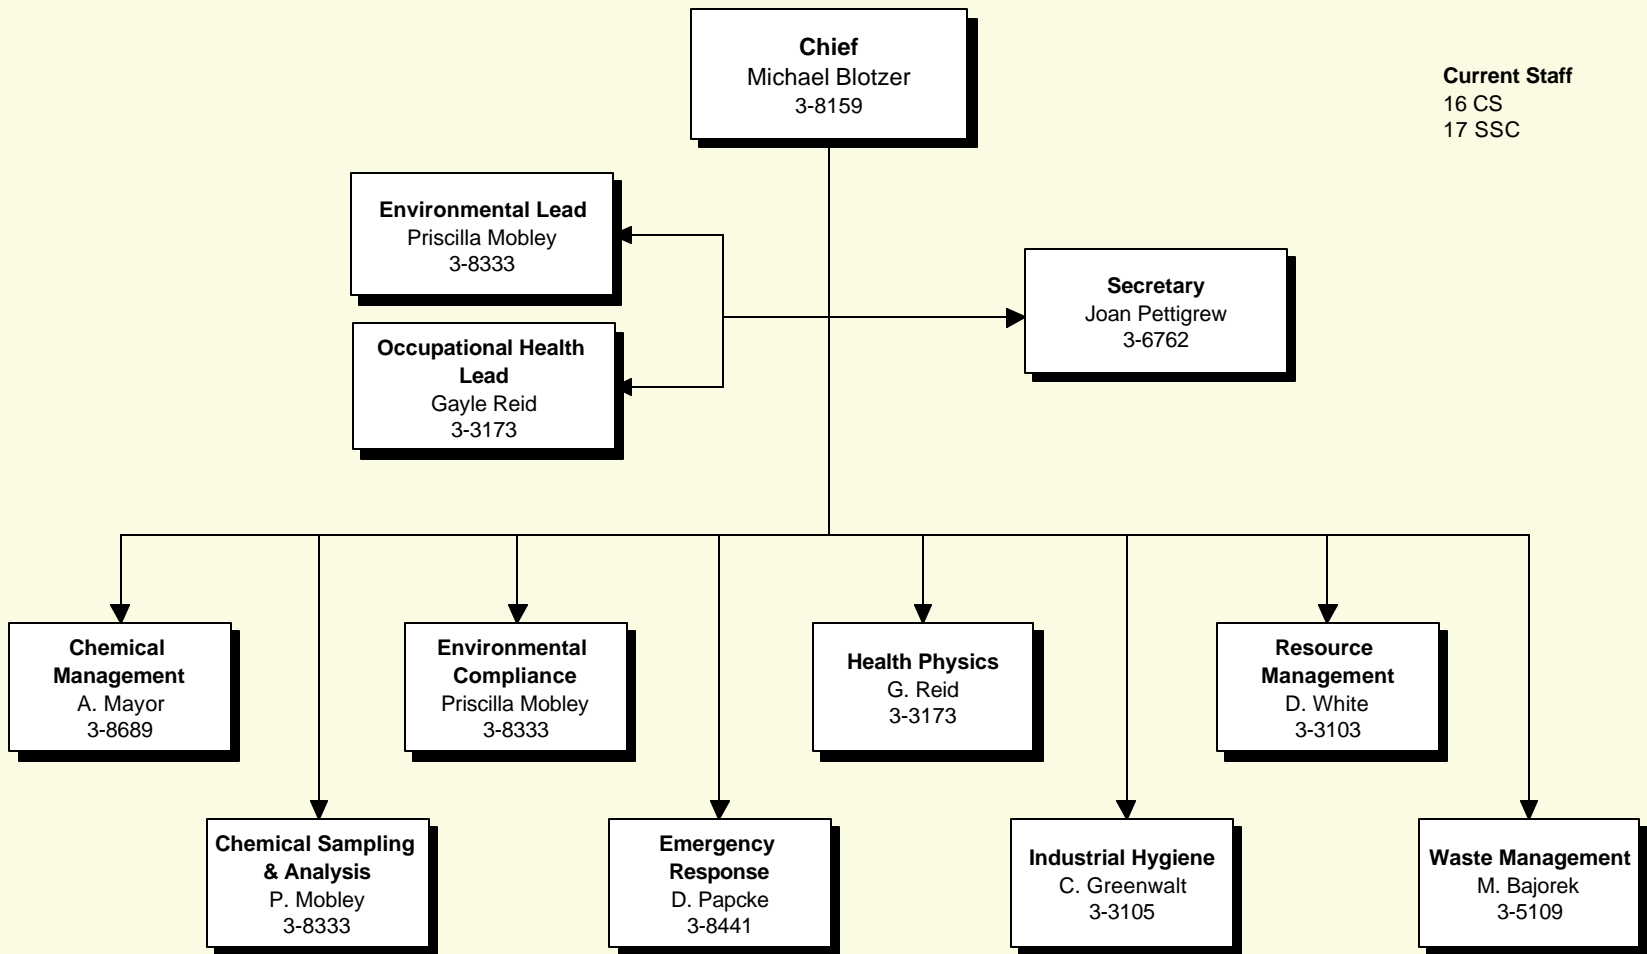 Chief
Michael Blotzer
3-8159
Current Staff
16 CS
17 SSC
Environmental Lead
Priscilla Mobley
3-8333
Secretary
Joan Pettigrew
3-6762
Occupational Health
Lead
Gayle Reid
3-3173
Chemical
Management
A. Mayor
3-8689
Environmental
Compliance
Priscilla Mobley
3-8333
Health Physics
G. Reid
3-3173
Resource
Management
D. White
3-3103
Chemical Sampling
& Analysis
P. Mobley
3-8333
Emergency
Response
D. Papcke
3-8441
Industrial Hygiene
C. Greenwalt
3-3105
Waste Management
M. Bajorek
3-5109